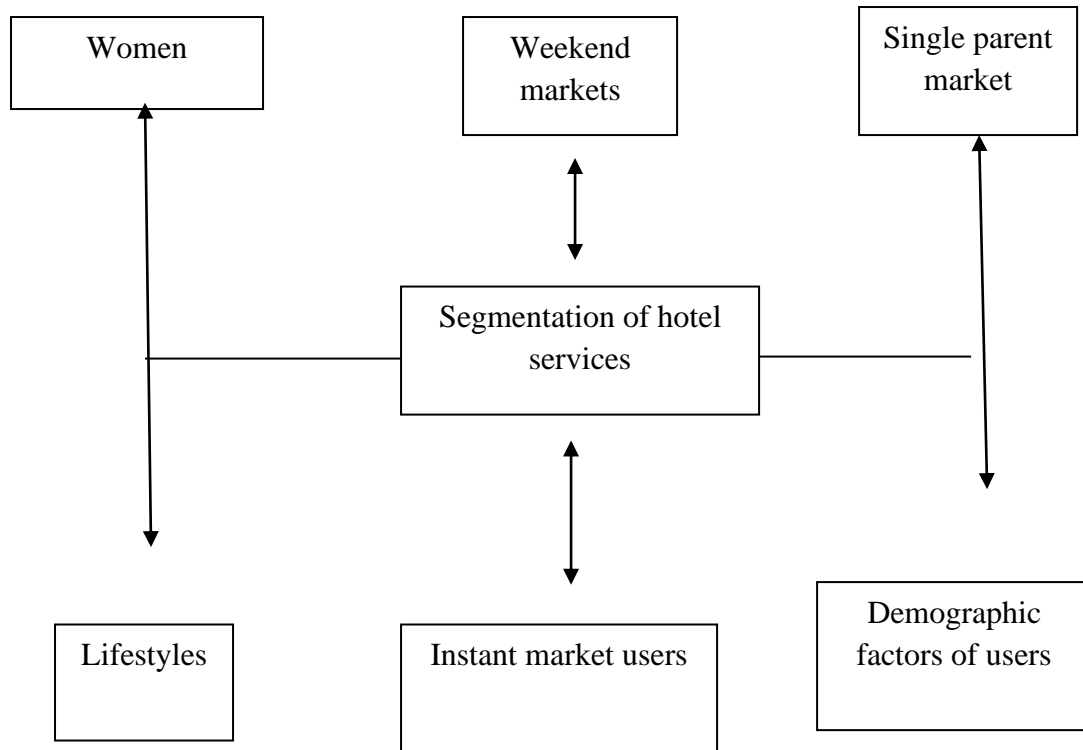 Women
Weekend
markets
Single parent
market
Segmentation of hotel
services
Lifestyles
Instant market users
Demographic
factors of users